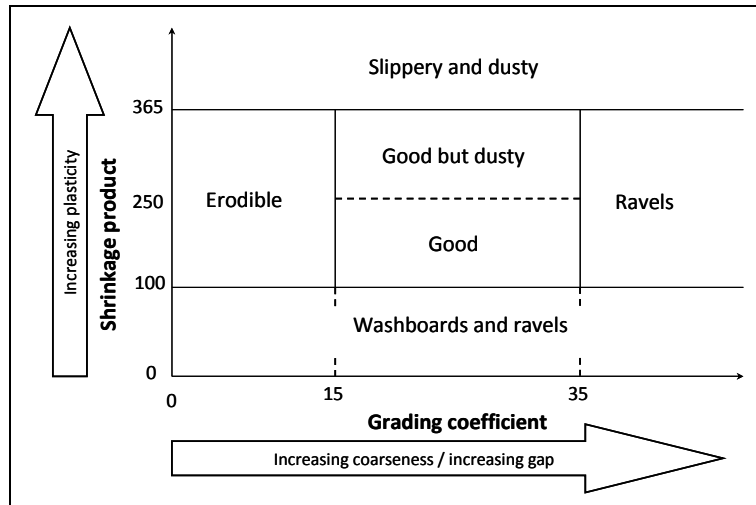 Slippery and dusty
365
Good but dusty
Increasing plasticity
Shrinkage product
250
Erodible
Ravels
Good
100
Washboards and ravels
0
0
15
35
Grading coefficient
Increasing coarseness / increasing gap